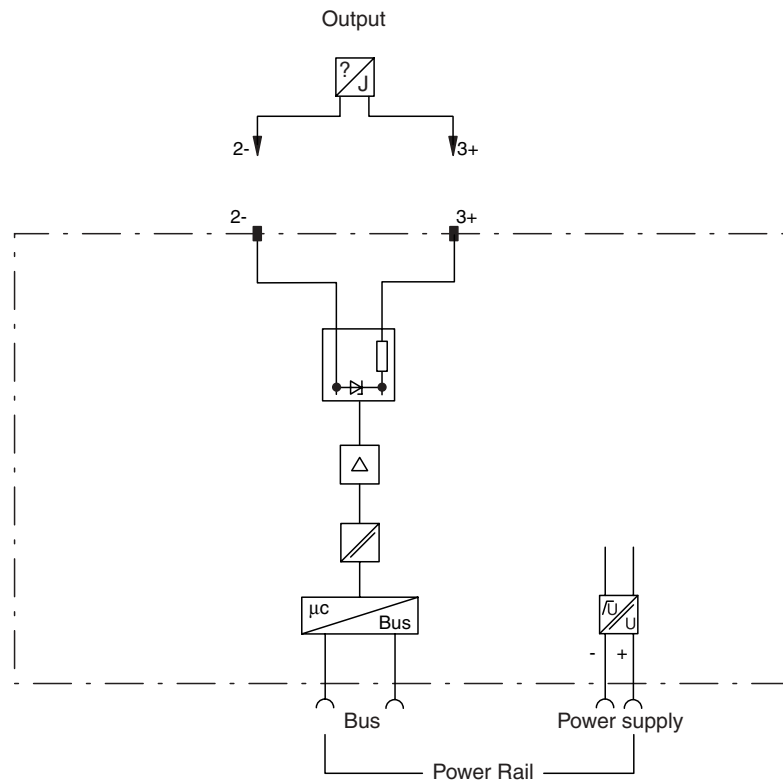 Output
?
J
2- 3+
2- 3+
μc
Bus
/U
U
- +
Bus Power supply
Power Rail